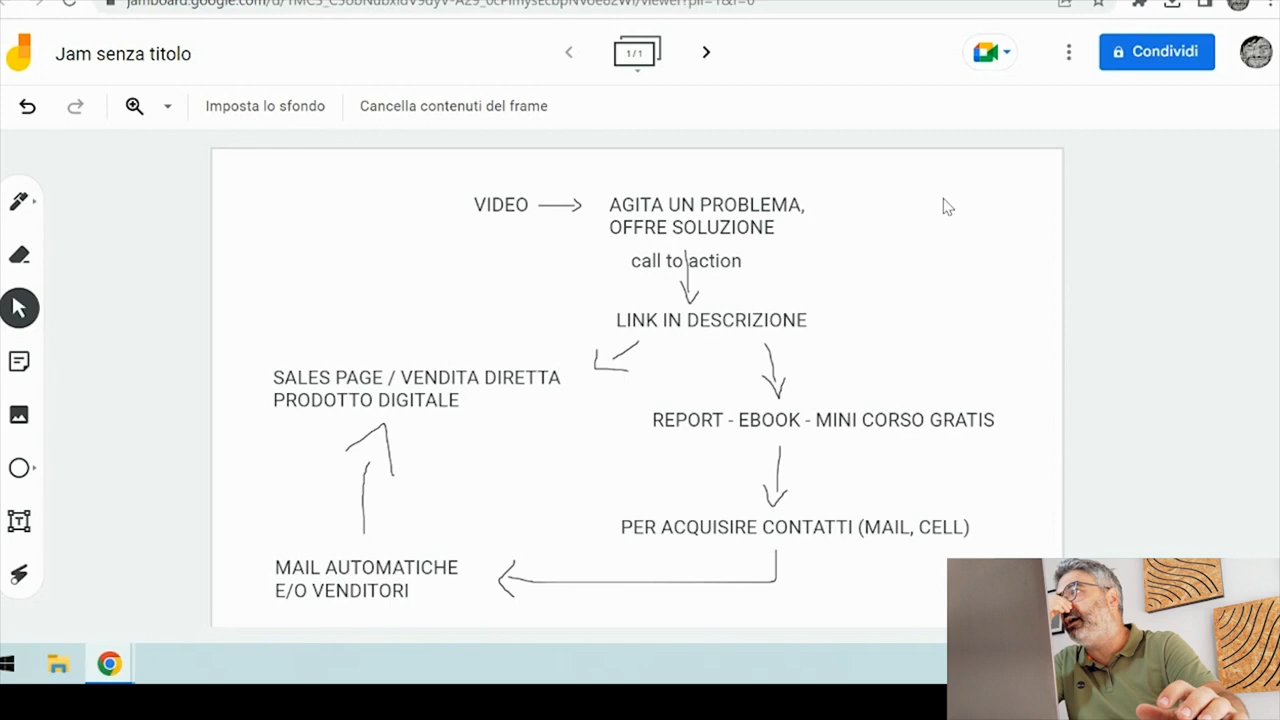 Jam senza titolo
1/1
Condividi
Imposta lo sfondo
Cancella contenuti del frame
VIDEO
AGITA UN PROBLEMA,
OFFRE SOLUZIONE
call to action
LINK IN DESCRIZIONE
SALES PAGE / VENDITA DIRETTA
PRODOTTO DIGITALE
REPORT - EBOOK - MINI CORSO GRATIS
PER ACQUISIRE CONTATTI (MAIL, CELL)
MAIL AUTOMATICHE
E/O VENDITORI